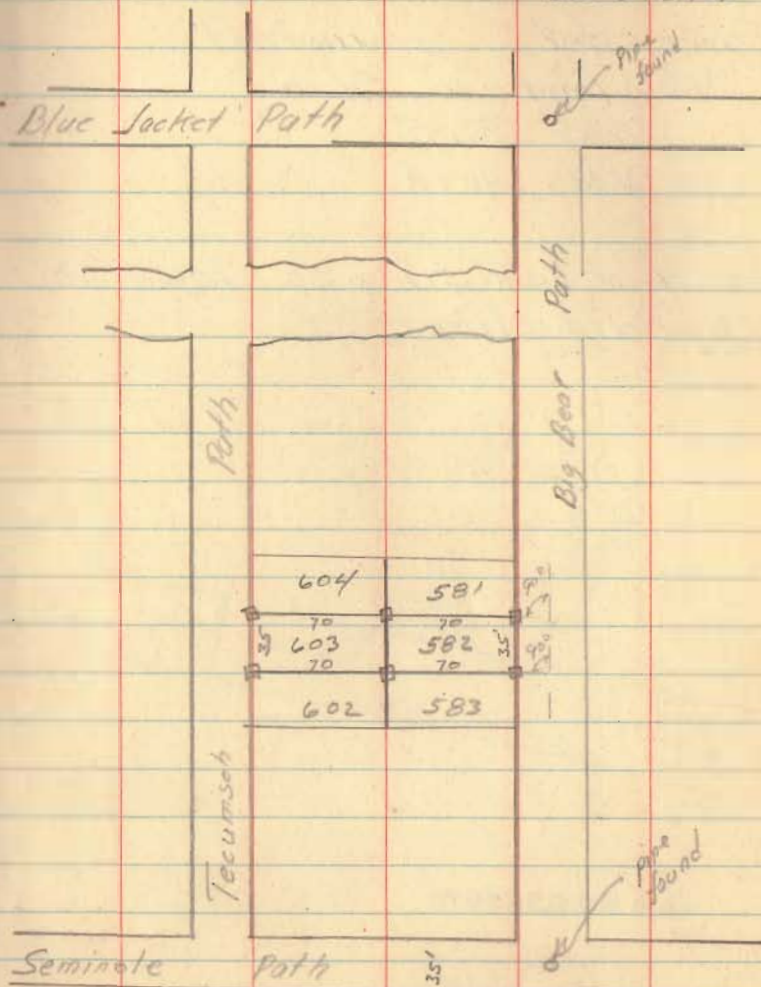 pipe found
Blue Jacket Path
Big Bear Path
Tecumseh Path
604 581
70 70
90°
35' 603 582 35'
70 70
90°
602 583
pipe found
Seminole Path
35'